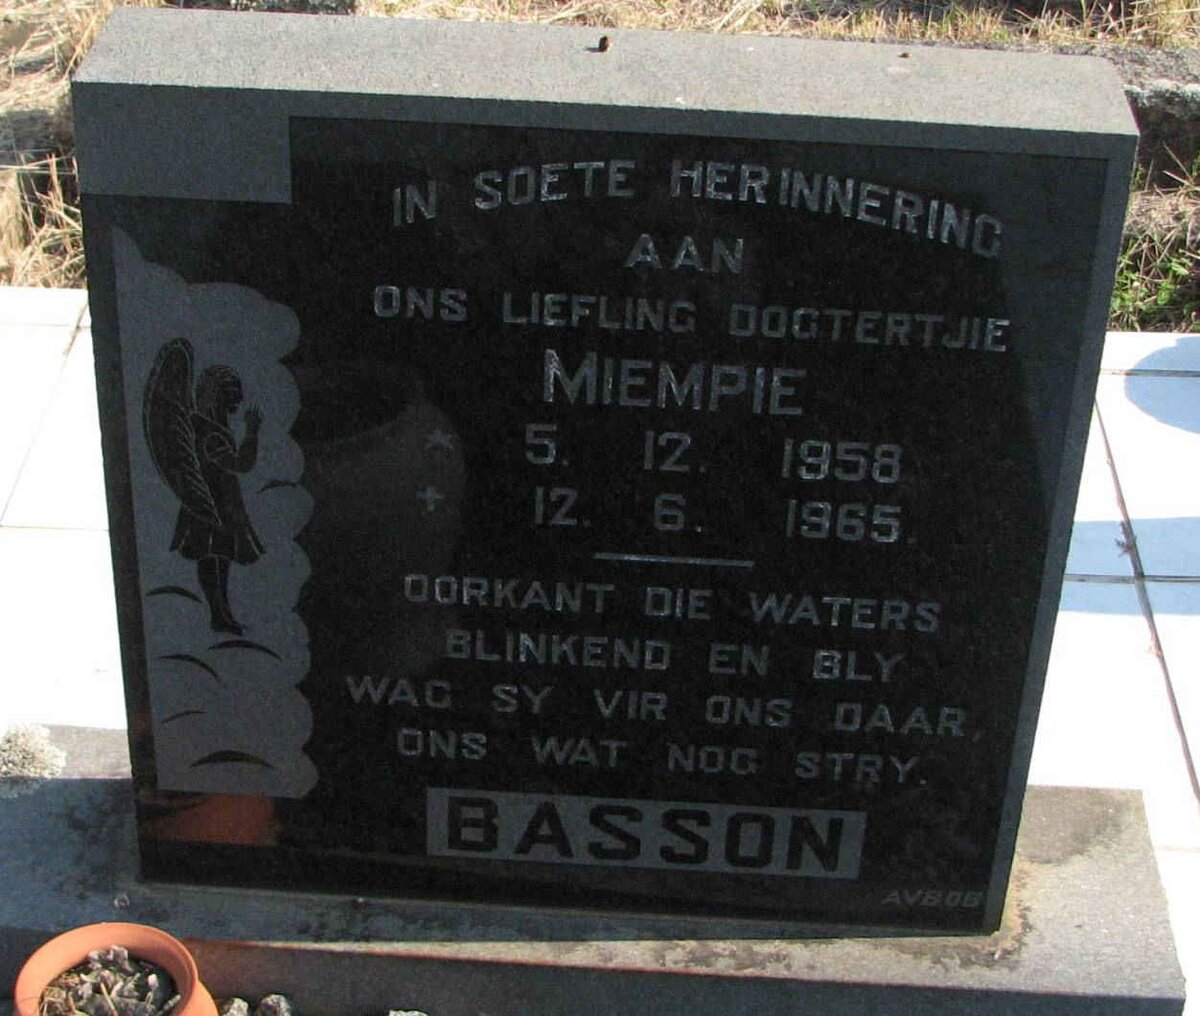 IN SOETE HERINNERING
AAN
ONS LIEFLING DOGTERTJIE
MIEMPIE
* 5. 12. 1958.
† 12. 6. 1965.
OORKANT DIE WATERS
BLINKEND EN BLY
WAG SY VIR ONS DAAR,
ONS WAT NOG STRY.
BASSON
AVBOB